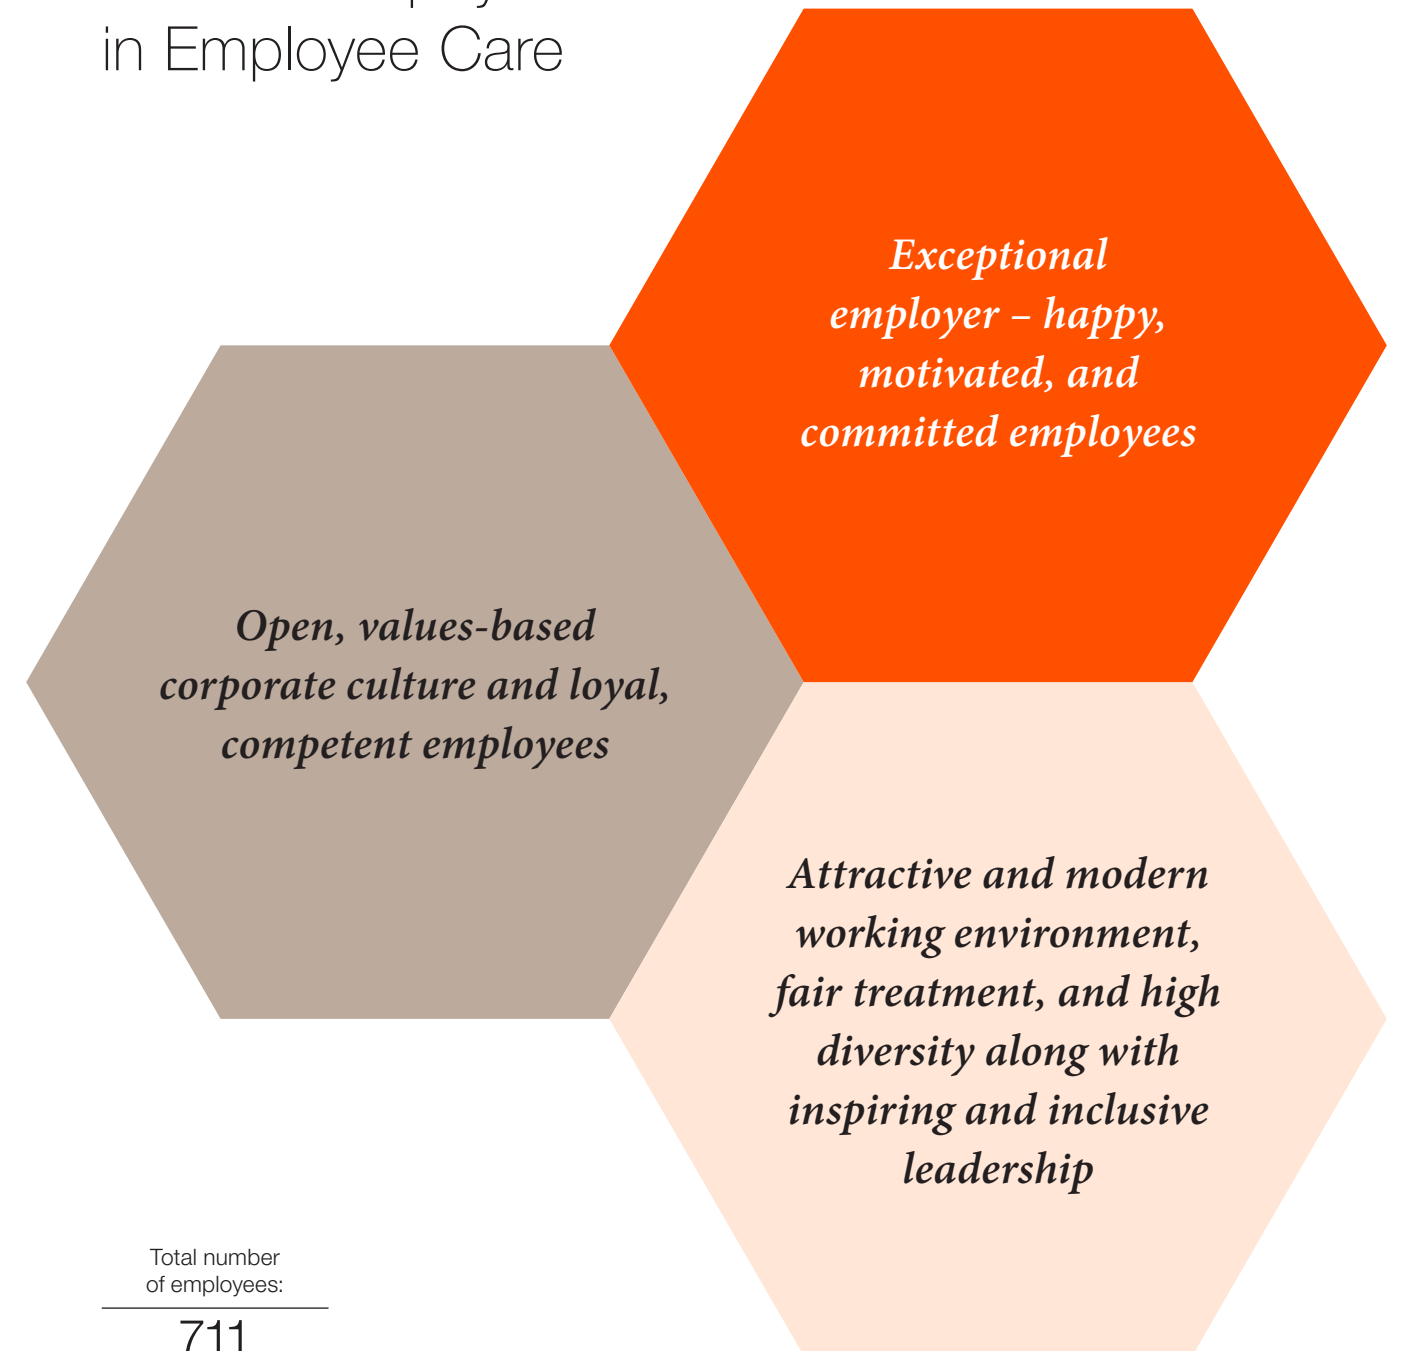 in Employee Care
Exceptional
employer – happy,
motivated, and
committed employees
Open, values-based
corporate culture and loyal,
competent employees
Attractive and modern
working environment,
fair treatment, and high
diversity along with
inspiring and inclusive
leadership
Total number
of employees:
711